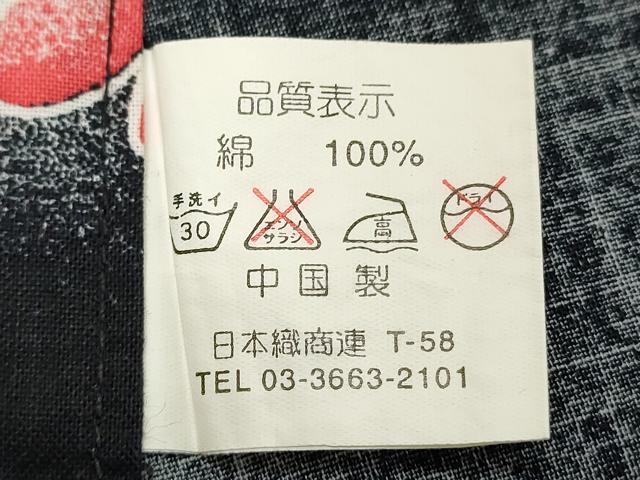 品質表示
綿 100%
手洗イ
30
エンソ
サラシ
高
ドライ
中国製
日本織商連 T-58
TEL 03-3663-2101